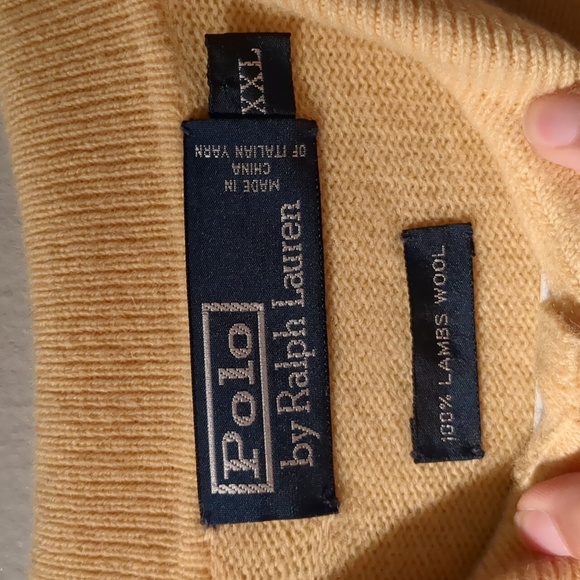 XXL
Polo
by Ralph Lauren
MADE IN
CHINA
OF ITALIAN YARN
100% LAMBS WOOL